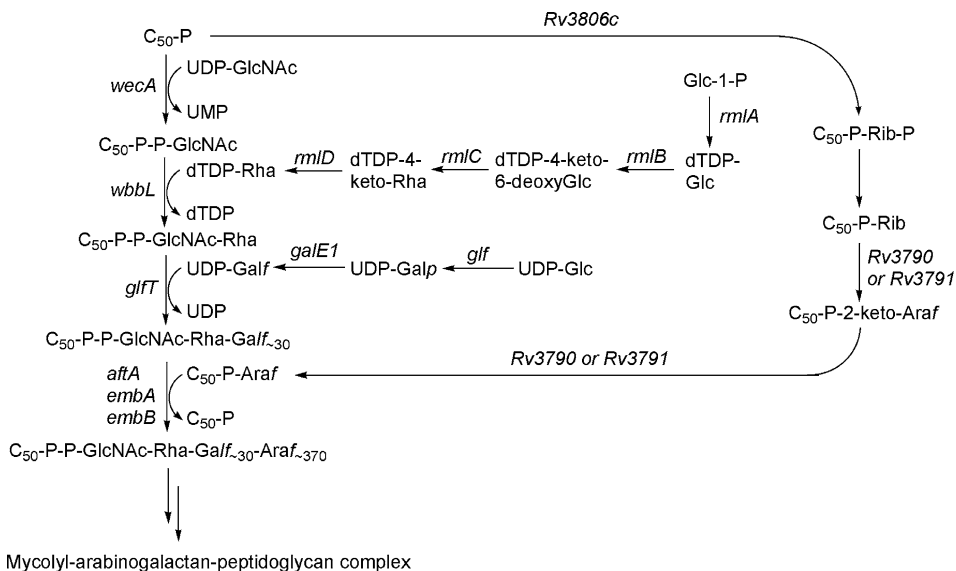 Rv3806c
C50-P
UDP-GlcNAc
wecA
UMP
Glc-1-P
rmlA
C50-P-P-GlcNAc
C50-P-Rib-P
dTDP-Rha
rmlD
dTDP-4-
keto-Rha
rmlC
dTDP-4-keto-
6-deoxyGlc
rmlB
dTDP-
Glc
wbbL
dTDP
C50-P-P-GlcNAc-Rha
C50-P-Rib
UDP-Galf
galE1
UDP-Galp
glf
UDP-Glc
Rv3790
or Rv3791
glfT
UDP
C50-P-2-keto-Araf
C50-P-P-GlcNAc-Rha-Galf~30
Rv3790 or Rv3791
aftA
embA
embB
C50-P-Araf
C50-P
C50-P-P-GlcNAc-Rha-Galf~30-Araf~370
Mycolyl-arabinogalactan-peptidoglycan complex